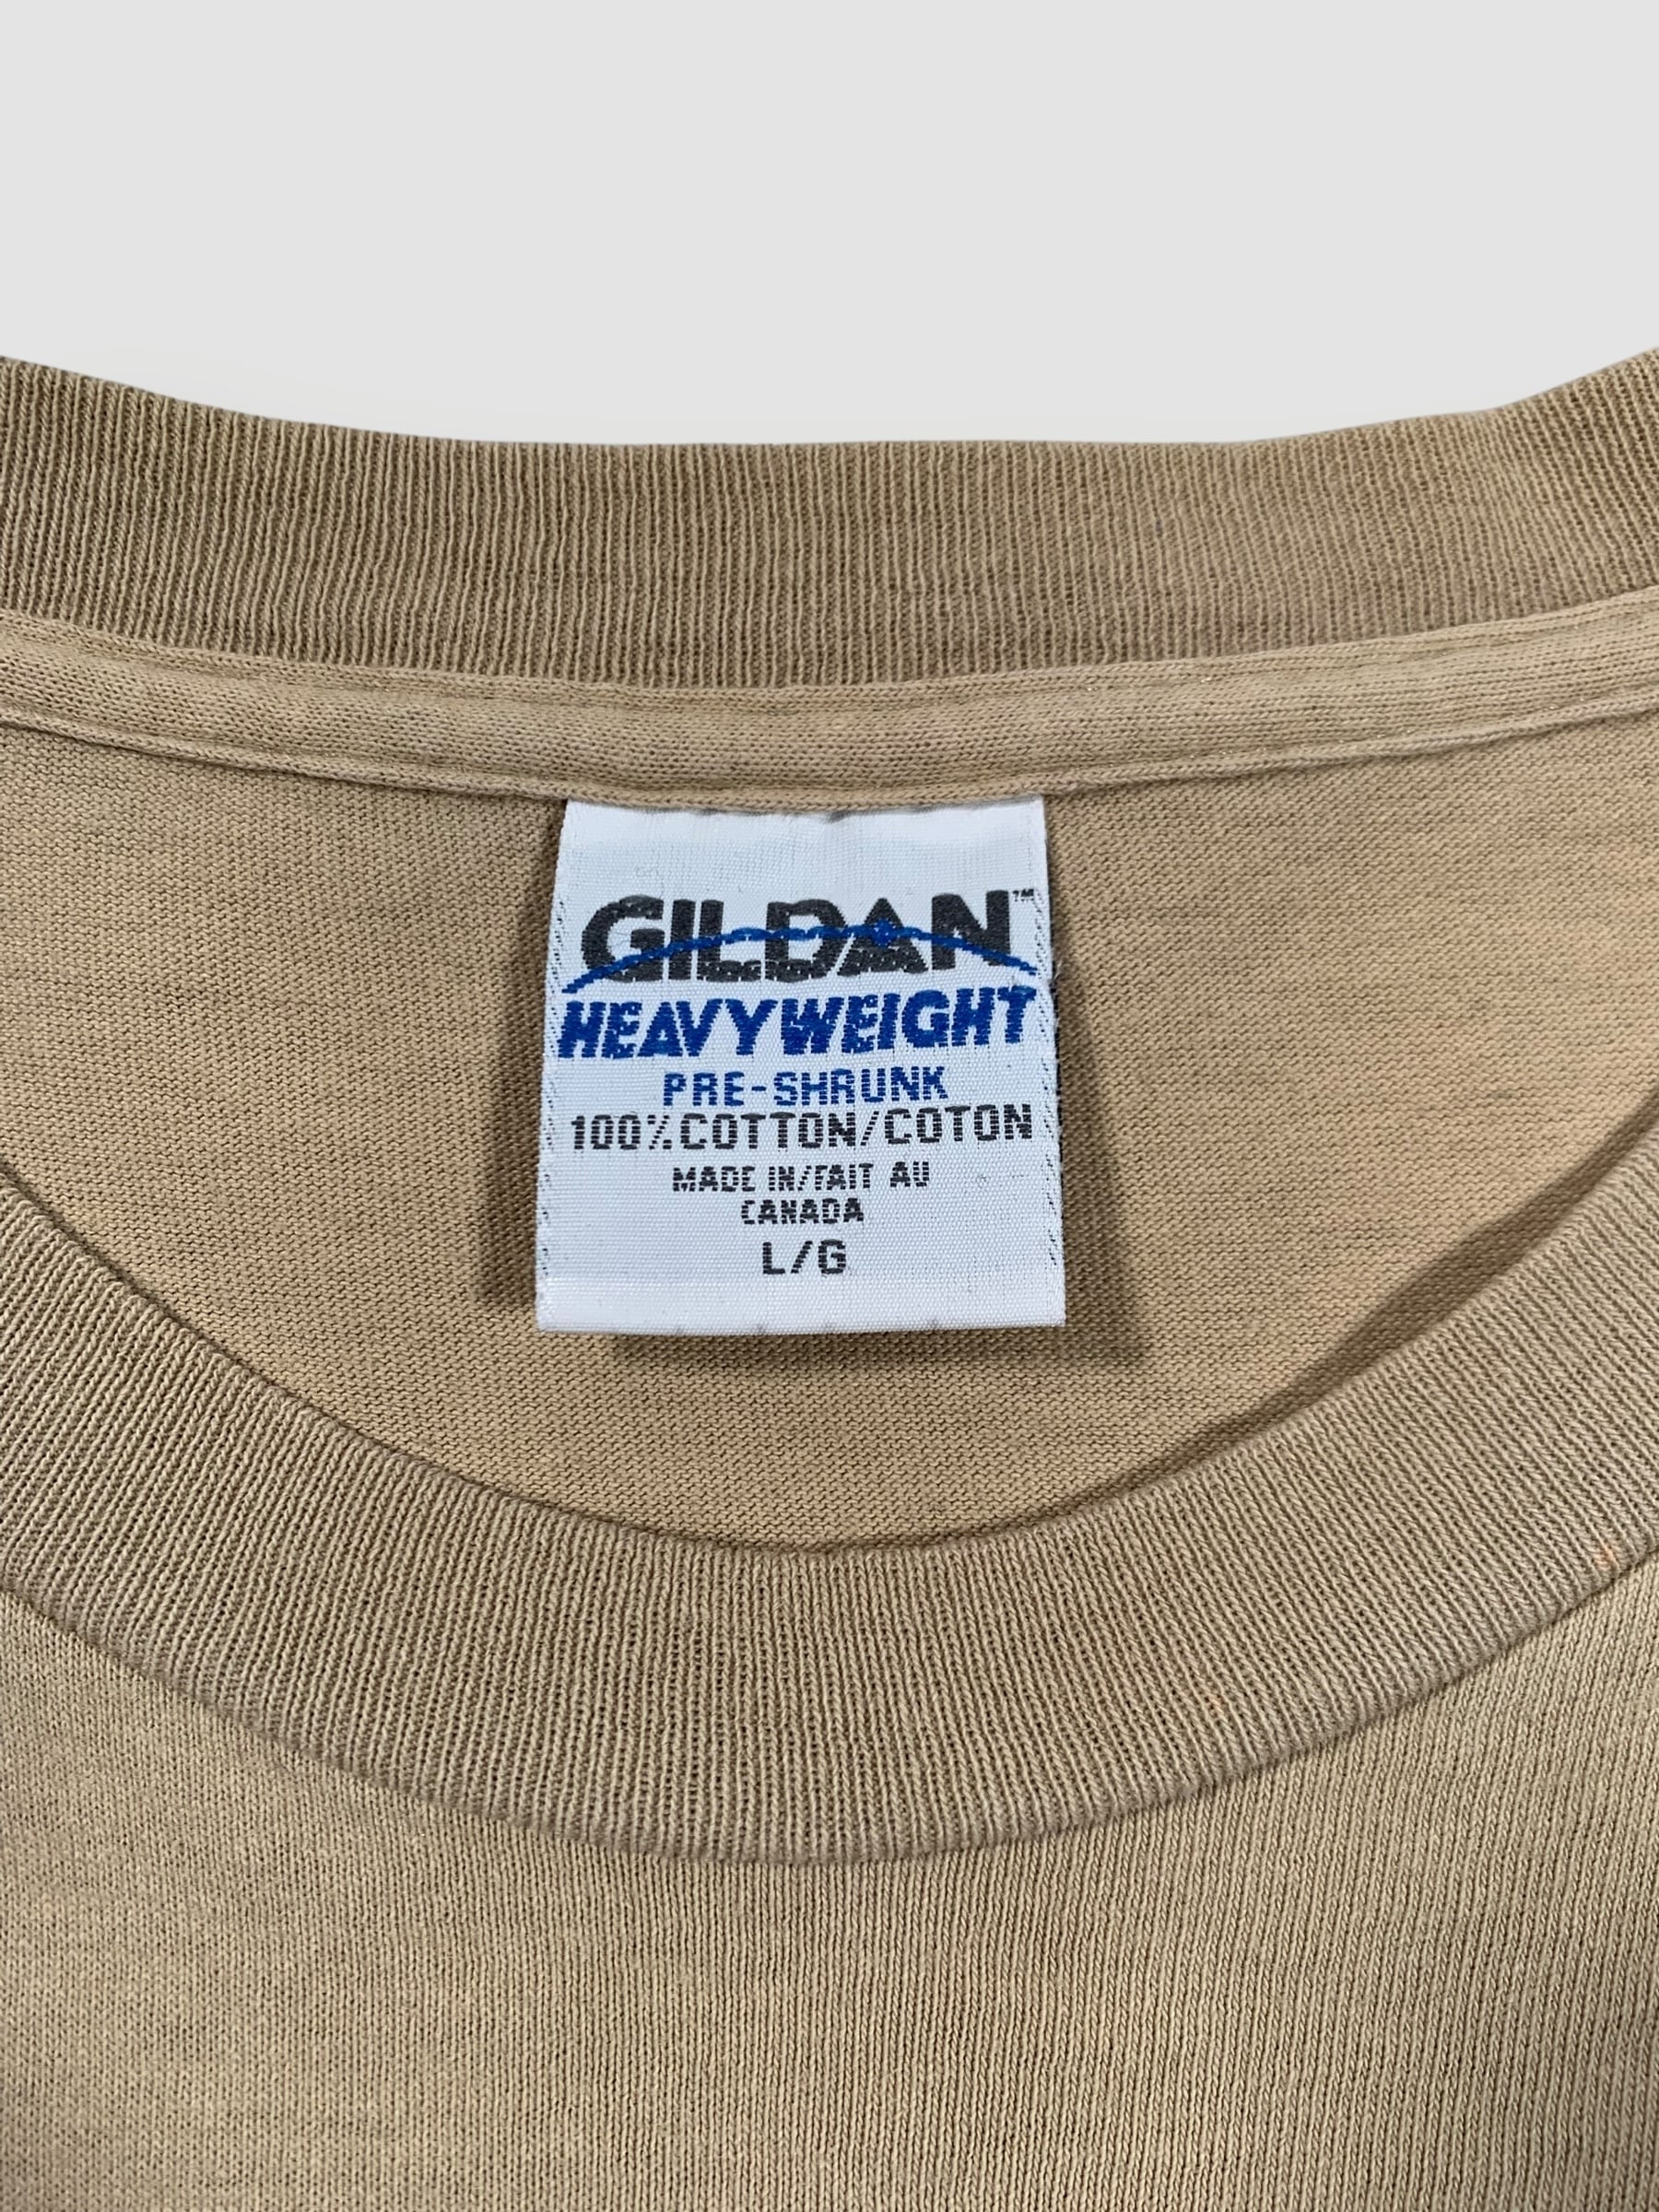 GILDAN™
HEAVYWEIGHT
PRE-SHRUNK
100% COTTON/COTON
MADE IN/FAIT AU
CANADA
L/G